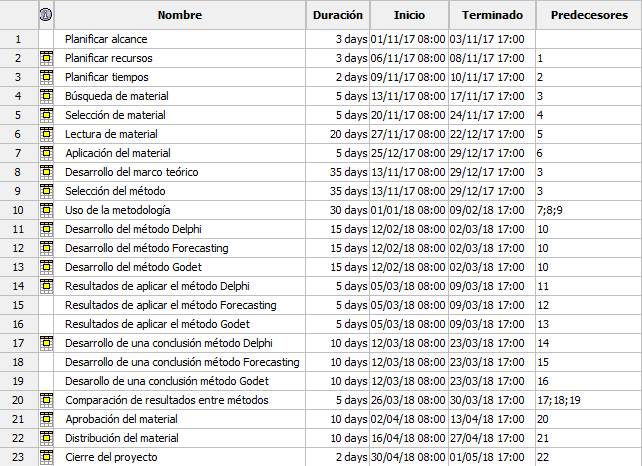 Nombre Duración Inicio Terminado Predecesores
1 Planificar alcance 3 days 01/11/17 08:00 03/11/17 17:00
2 Planificar recursos 3 days 06/11/17 08:00 08/11/17 17:00 1
3 Planificar tiempos 2 days 09/11/17 08:00 10/11/17 17:00 2
4 Búsqueda de material 5 days 13/11/17 08:00 17/11/17 17:00 3
5 Selección de material 5 days 20/11/17 08:00 24/11/17 17:00 4
6 Lectura de material 20 days 27/11/17 08:00 22/12/17 17:00 5
7 Aplicación del material 5 days 25/12/17 08:00 29/12/17 17:00 6
8 Desarrollo del marco teórico 35 days 13/11/17 08:00 29/12/17 17:00 3
9 Selección del método 35 days 13/11/17 08:00 29/12/17 17:00 3
10 Uso de la metodología 30 days 01/01/18 08:00 09/02/18 17:00 7;8;9
11 Desarrollo del método Delphi 15 days 12/02/18 08:00 02/03/18 17:00 10
12 Desarrollo del método Forecasting 15 days 12/02/18 08:00 02/03/18 17:00 10
13 Desarrollo del método Godet 15 days 12/02/18 08:00 02/03/18 17:00 10
14 Resultados de aplicar el método Delphi 5 days 05/03/18 08:00 09/03/18 17:00 11
15 Resultados de aplicar el método Forecasting 5 days 05/03/18 08:00 09/03/18 17:00 12
16 Resultados de aplicar el método Godet 5 days 05/03/18 08:00 09/03/18 17:00 13
17 Desarrollo de una conclusión método Delphi 10 days 12/03/18 08:00 23/03/18 17:00 14
18 Desarrollo de una conclusión método Forecasting 10 days 12/03/18 08:00 23/03/18 17:00 15
19 Desarollo de una conclusión método Godet 10 days 12/03/18 08:00 23/03/18 17:00 16
20 Comparación de resultados entre métodos 5 days 26/03/18 08:00 30/03/18 17:00 17;18;19
21 Aprobación del material 10 days 02/04/18 08:00 13/04/18 17:00 20
22 Distribución del material 10 days 16/04/18 08:00 27/04/18 17:00 21
23 Cierre del proyecto 2 days 30/04/18 08:00 01/05/18 17:00 22